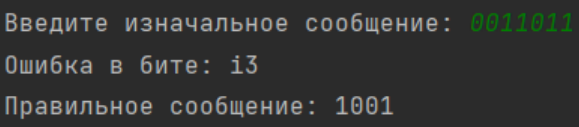 Введите изначальное сообщение: 0011011
Ошибка в бите: i3
Правильное сообщение: 1001